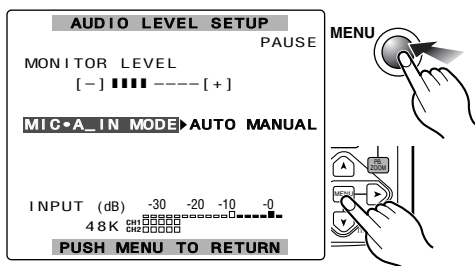 AUDIO LEVEL SETUP
PAUSE
MONITOR LEVEL
[–]▮▮▮▮––––[+]
MIC•A_IN MODE▶AUTO MANUAL
INPUT (dB) -30 -20 -10 -0
48K CH1
CH2
PUSH MENU TO RETURN
MENU
PB.
ZOOM
MENU